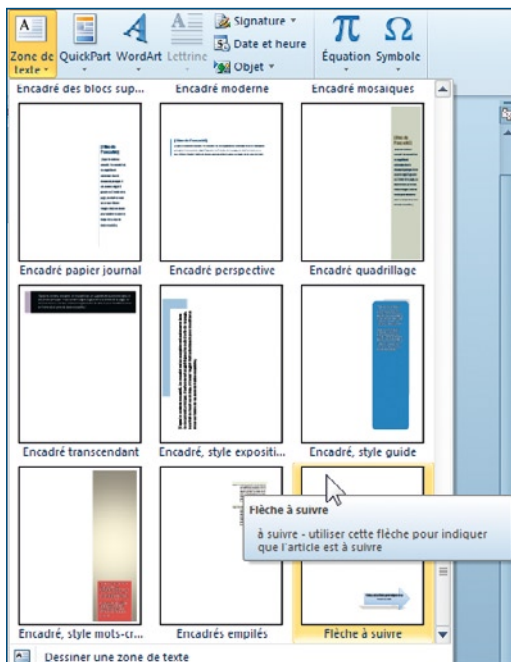 Signature
Date et heure
Objet
Zone de texte
QuickPart
WordArt
Lettrine
Équation
Symbole
Encadré des blocs sup...
Encadré moderne
Encadré mosaïques
Encadré papier journal
Encadré perspective
Encadré quadrillage
Encadré transcendant
Encadré, style expositi...
Encadré, style guide
Flèche à suivre
à suivre - utiliser cette flèche pour indiquer
que l'article est à suivre
Encadré, style mots-cr...
Encadrés empilés
Flèche à suivre
Dessiner une zone de texte